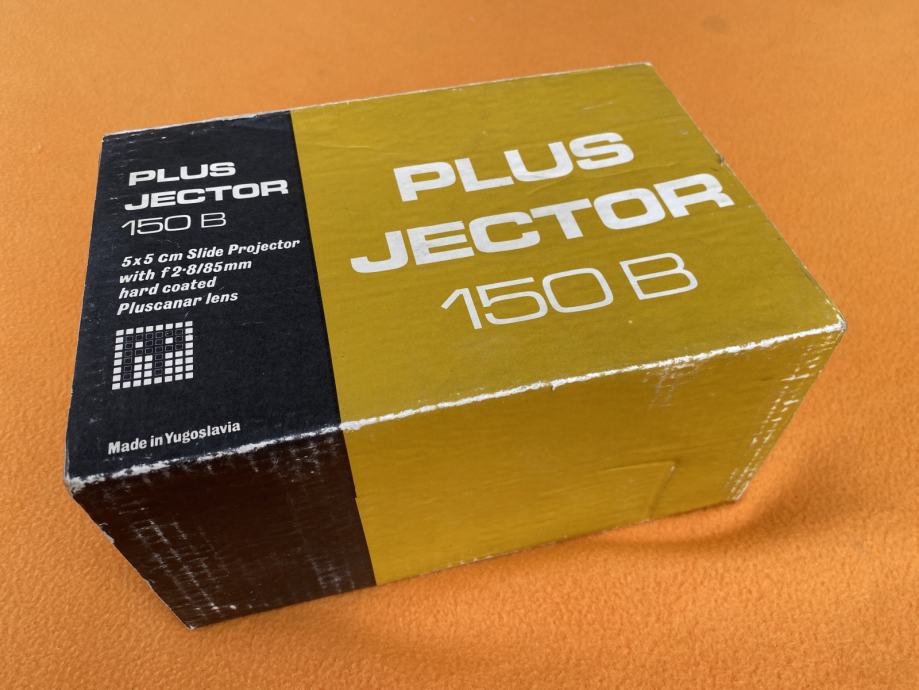 PLUS
JECTOR
150 B
5x5 cm Slide Projector
with f 2·8/85mm
hard coated
Pluscanar lens
Made in Yugoslavia
PLUS
JECTOR
150 B